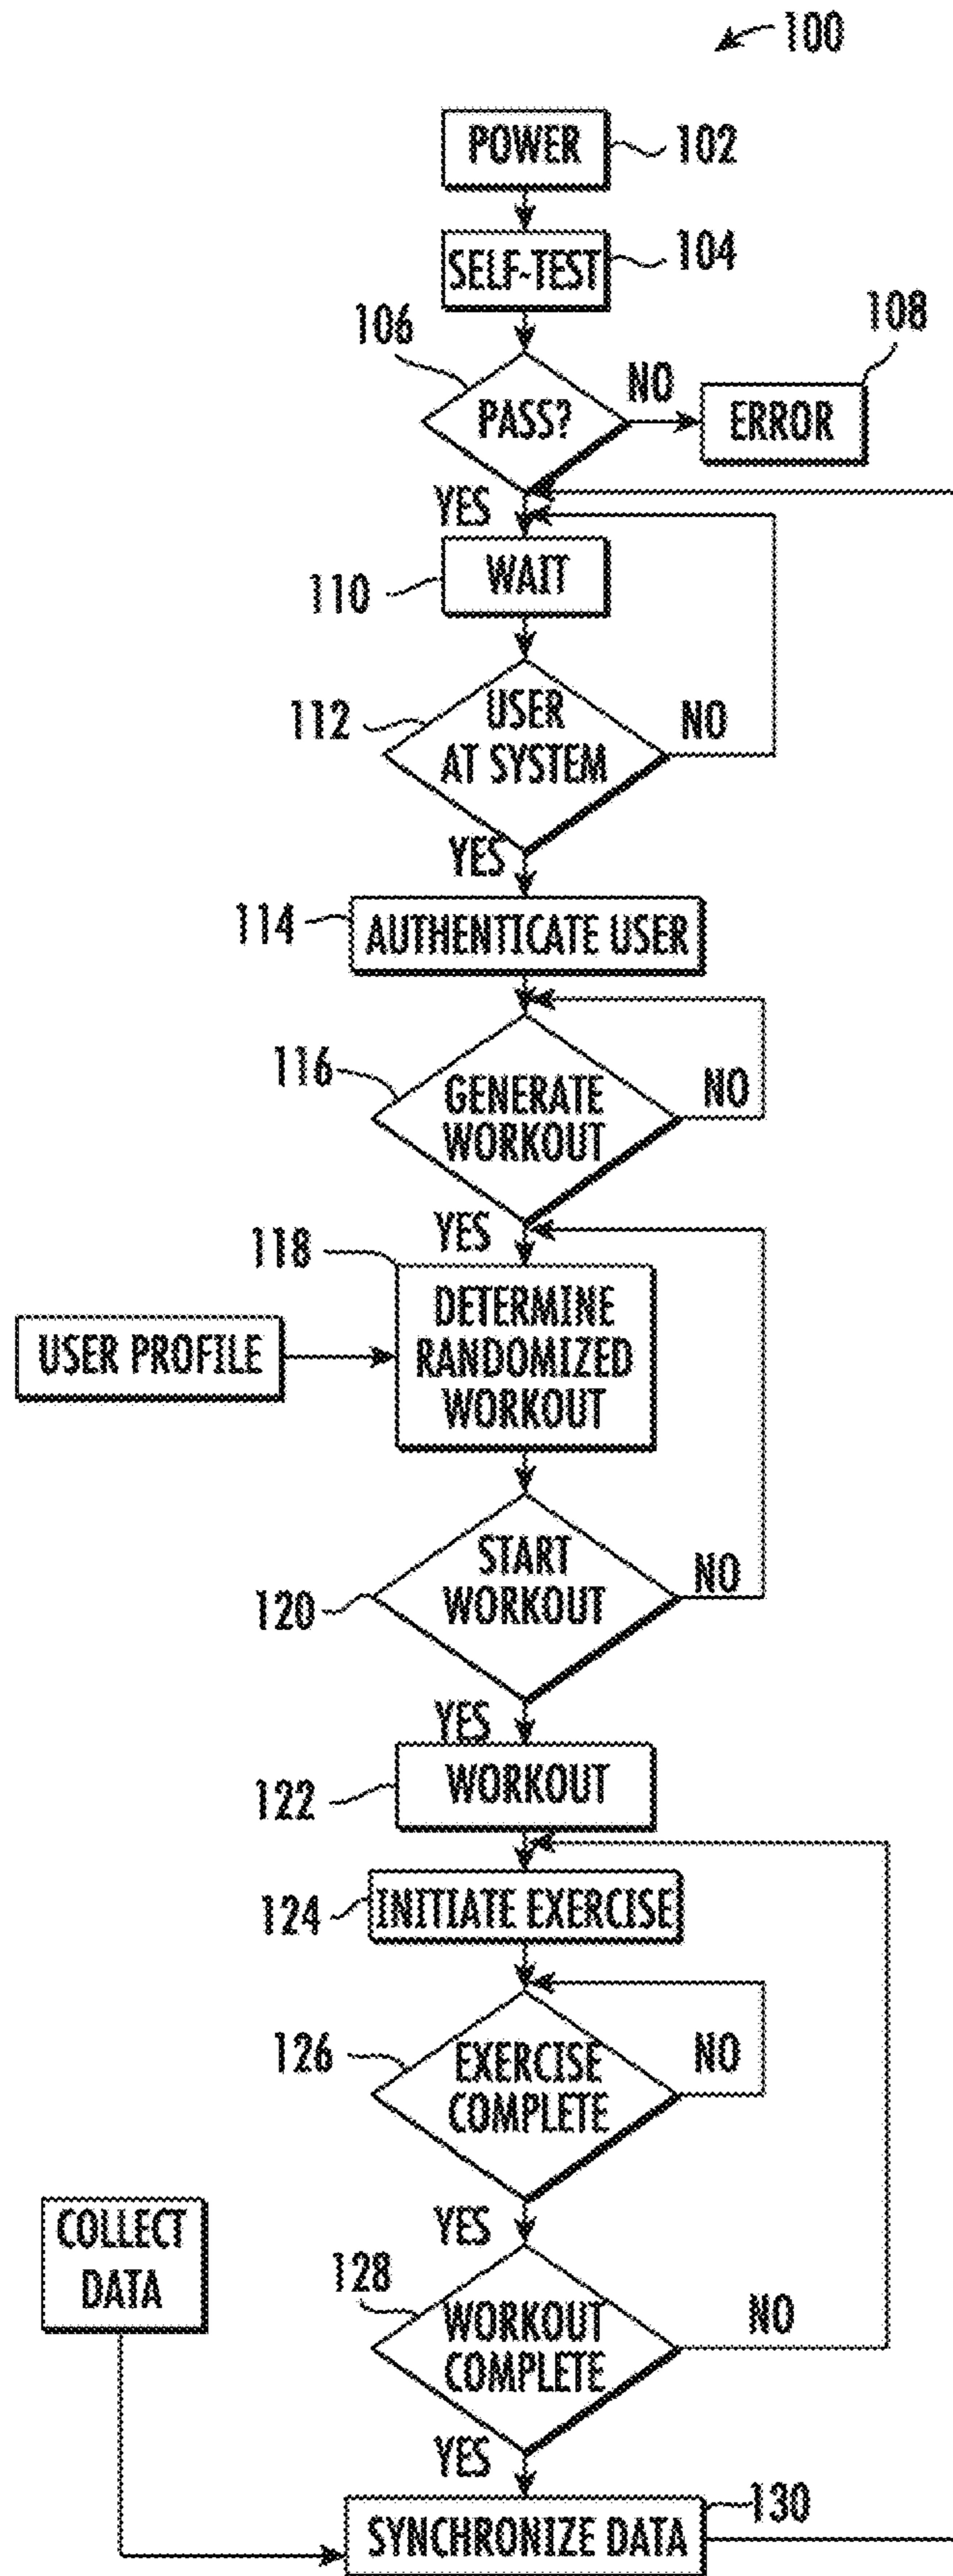 100
POWER
102
SELF-TEST
104
106
PASS?
NO
108
ERROR
YES
WAIT
110
112
USER
AT SYSTEM
NO
YES
114
AUTHENTICATE USER
116
GENERATE
WORKOUT
NO
YES
118
DETERMINE
RANDOMIZED
WORKOUT
USER PROFILE
START
WORKOUT
NO
120
YES
WORKOUT
122
INITIATE EXERCISE
124
126
EXERCISE
COMPLETE
NO
YES
COLLECT
DATA
128
WORKOUT
COMPLETE
NO
YES
SYNCHRONIZE DATA
130